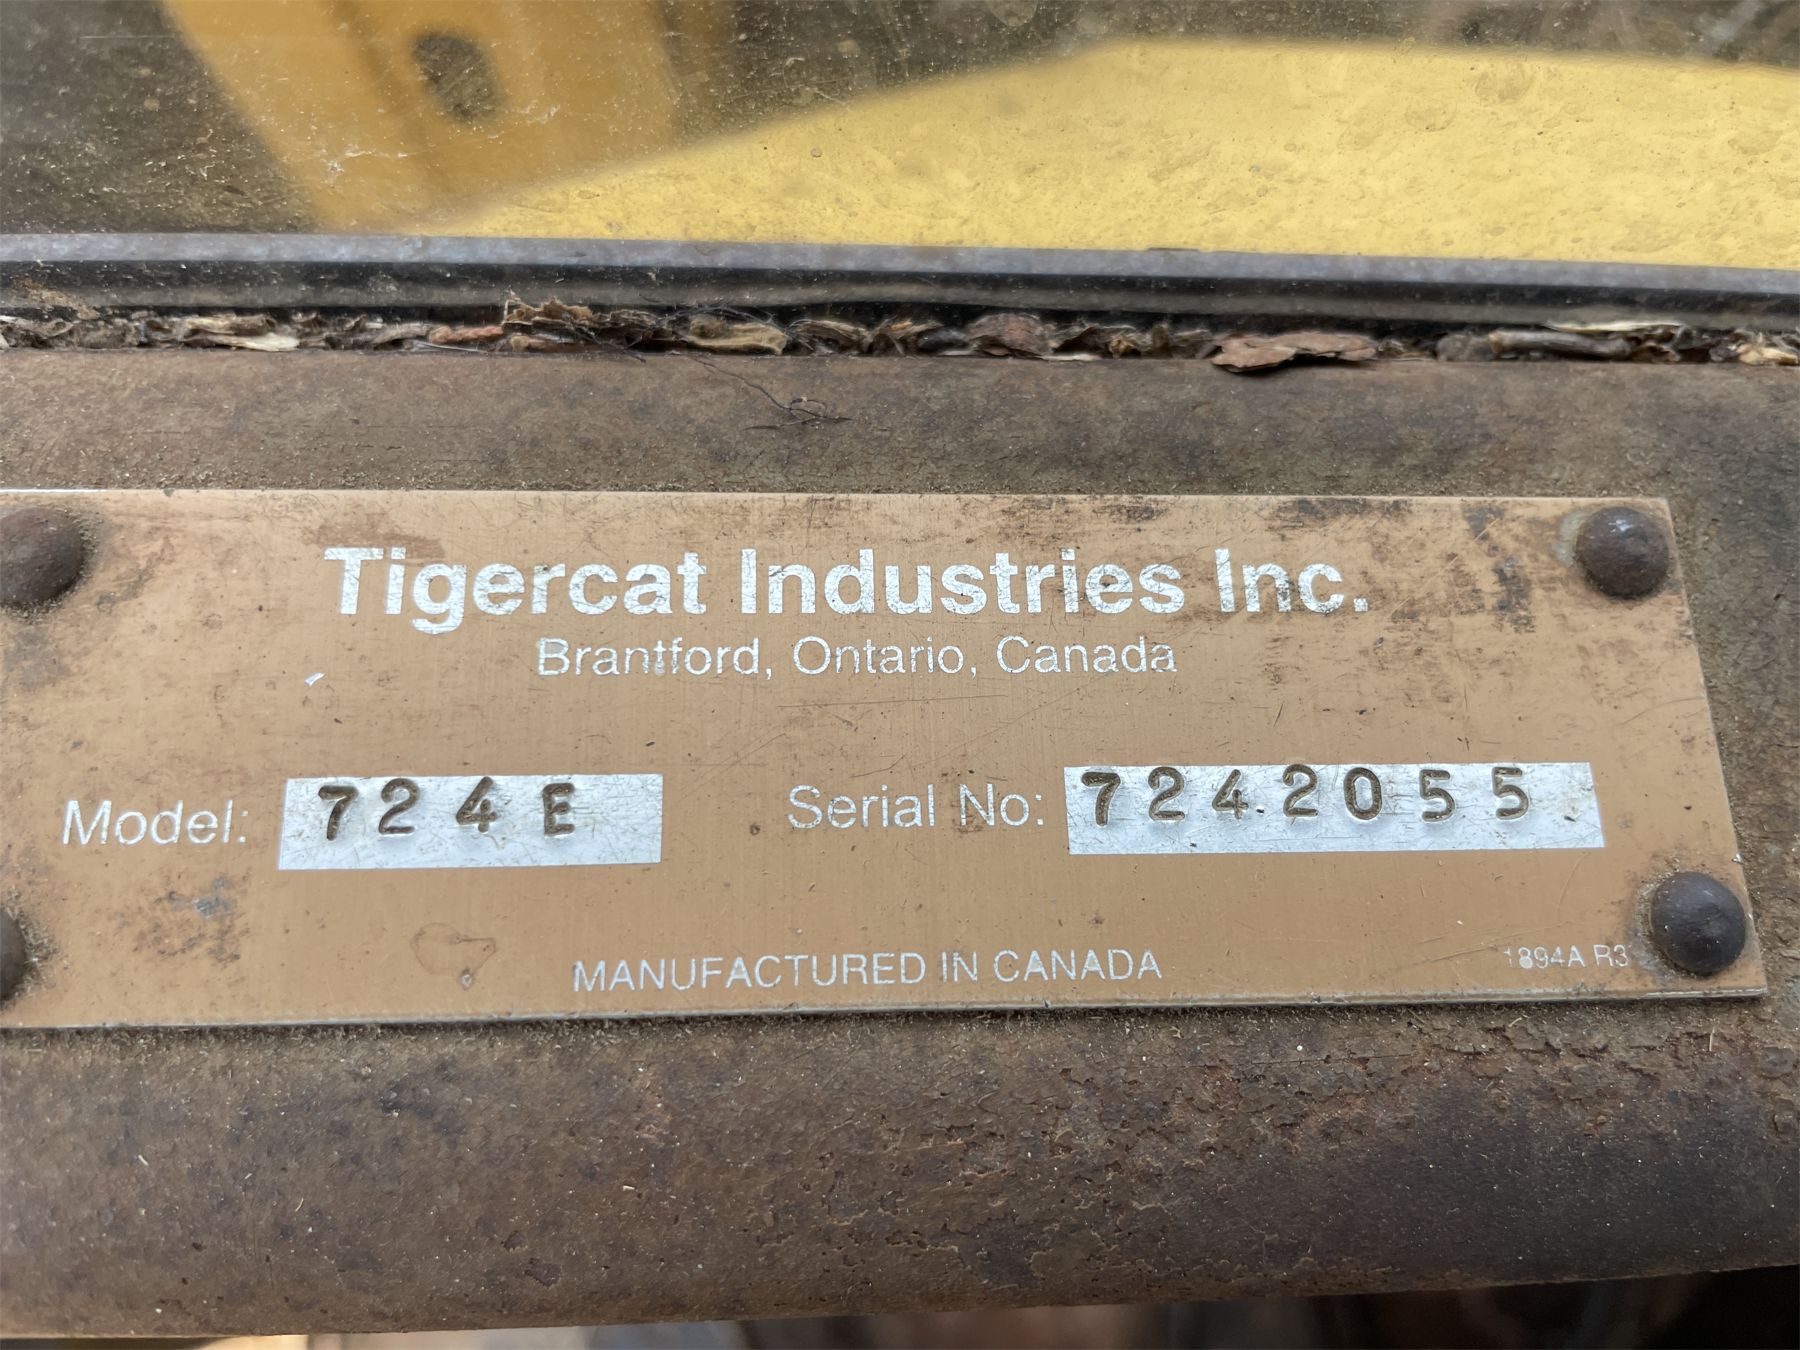 Tigercat Industries Inc.
Brantford, Ontario, Canada
Model: 724E Serial No: 7242055
MANUFACTURED IN CANADA 1894A R3